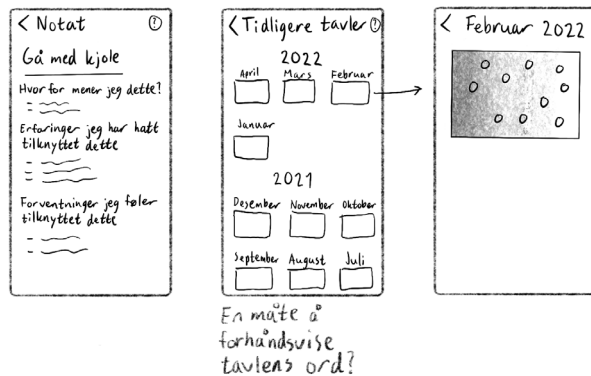 < Notat ?
Gå med kjole
Hvorfor mener jeg dette?
Erfaringer jeg har hatt
tilknyttet dette
Forventninger jeg føler
tilknyttet dette
< Tidligere tavler ?
2022
April Mars Februar
Januar
2021
Desember November Oktober
September August Juli
En måte å
forhåndsvise
tavlens ord?
< Februar 2022